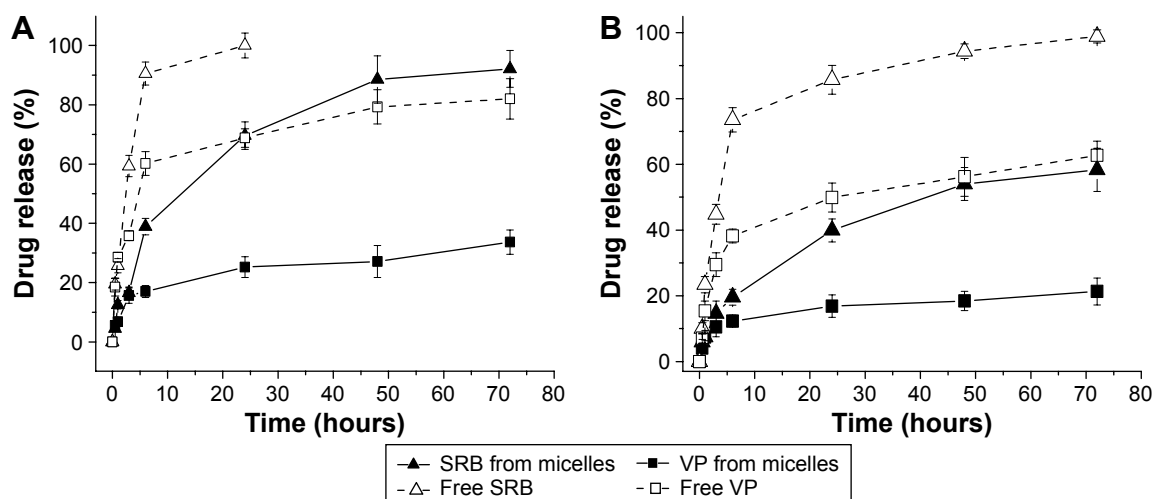 A
Drug release (%)
100
80
60
40
20
0
0 10 20 30 40 50 60 70 80
Time (hours)
B
Drug release (%)
100
80
60
40
20
0
0 10 20 30 40 50 60 70 80
Time (hours)
SRB from micelles VP from micelles
Free SRB Free VP